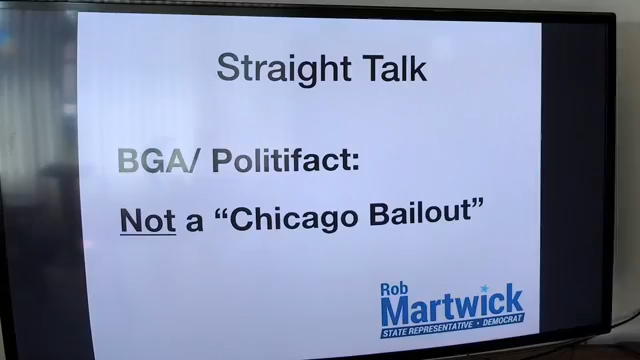 Straight Talk
BGA/ Politifact:
Not a “Chicago Bailout”
Rob
Martwick
STATE REPRESENTATIVE • DEMOCRAT